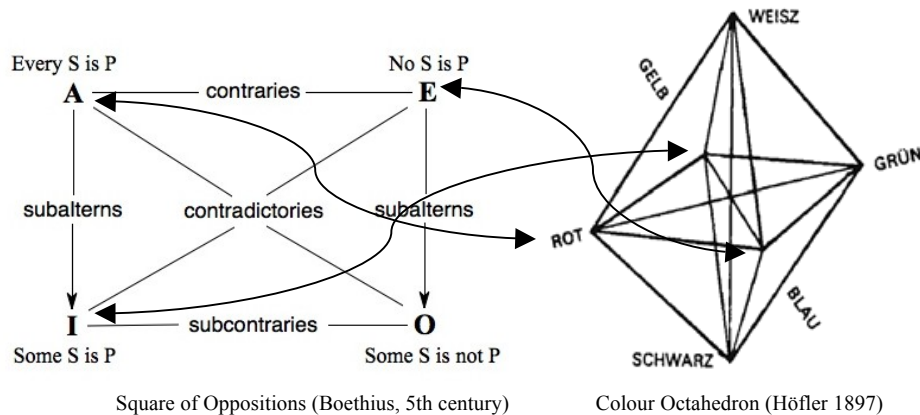 Every S is P
No S is P
A
contraries
E
subalterns
contradictories
subalterns
I
subcontraries
O
Some S is P
Some S is not P
WEISZ
GELB
GRÜN
ROT
BLAU
SCHWARZ
Square of Oppositions (Boethius, 5th century)
Colour Octahedron (Höfler 1897)